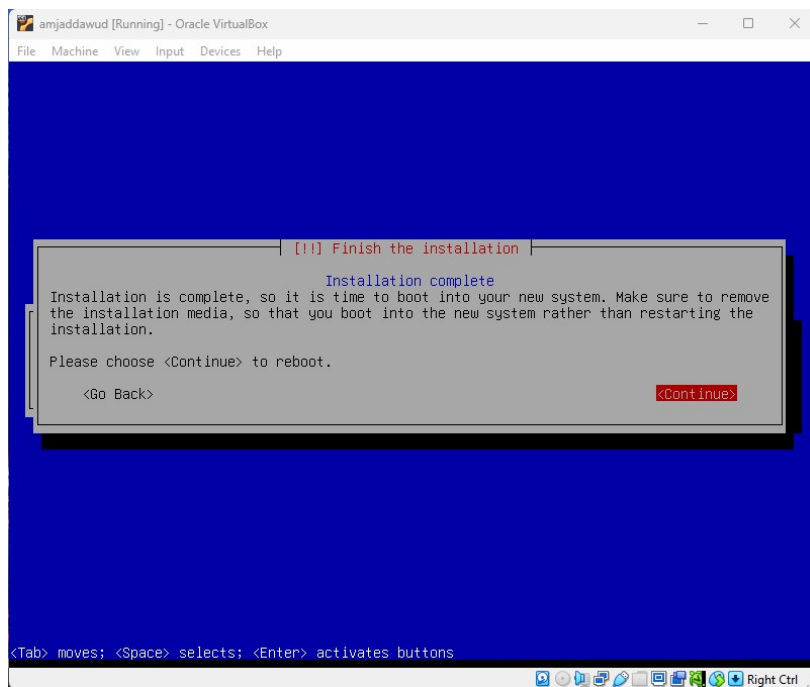 amjaddawud [Running] - Oracle VirtualBox
File Machine View Input Devices Help
[!!] Finish the installation
Installation complete
Installation is complete, so it is time to boot into your new system. Make sure to remove
the installation media, so that you boot into the new system rather than restarting the
installation.
Please choose <Continue> to reboot.
<Go Back> <Continue>
<Tab> moves; <Space> selects; <Enter> activates buttons
Right Ctrl